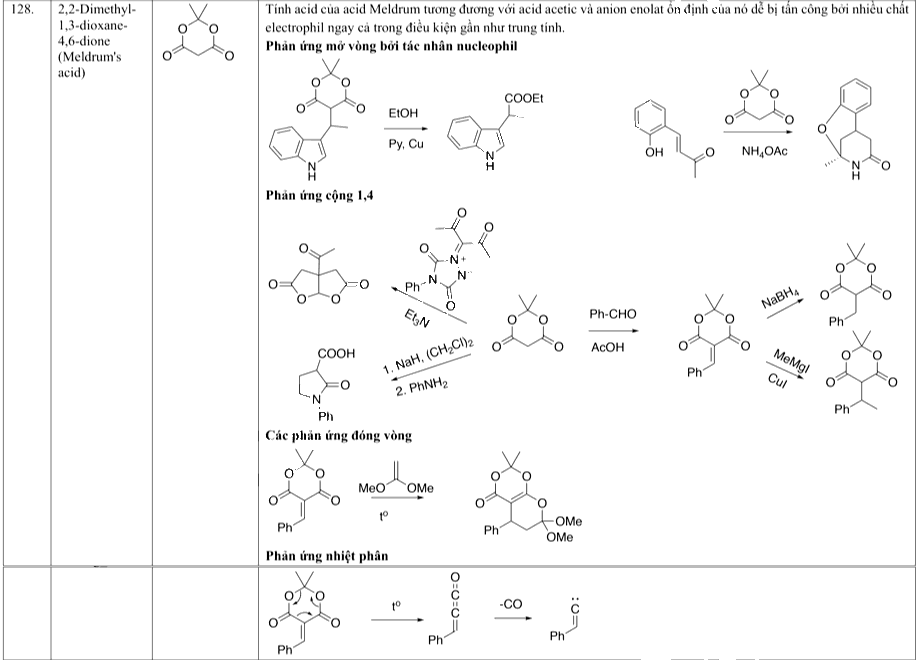 128.
2,2-Dimethyl-
1,3-dioxane-
4,6-dione
(Meldrum's
acid)
O O
O O
Tính acid của acid Meldrum tương đương với acid acetic và anion enolat ổn định của nó dễ bị tấn công bởi nhiều chất
electrophil ngay cả trong điều kiện gần như trung tính.
Phản ứng mở vòng bởi tác nhân nucleophil
O O
O O
N
H
EtOH
Py, Cu
COOEt
N
H
OH
O
O O
O O
NH4OAc
O
N
H
O
Phản ứng cộng 1,4
O
O O
O O
Et3N
O
O
O
N+
N-
N
Ph
O
O O
O O
1. NaH, (CH2Cl)2
2. PhNH2
COOH
O
N
Ph
Ph-CHO
AcOH
O O
O O
Ph
NaBH4
O O
O O
Ph
MeMgI
CuI
O O
O O
Ph
Các phản ứng đóng vòng
O O
O O
Ph
MeO OMe
tº
O O
O O
Ph
OMe
OMe
Phản ứng nhiệt phân
O O
O O
Ph
tº
O
C
C
Ph
-CO
C
Ph